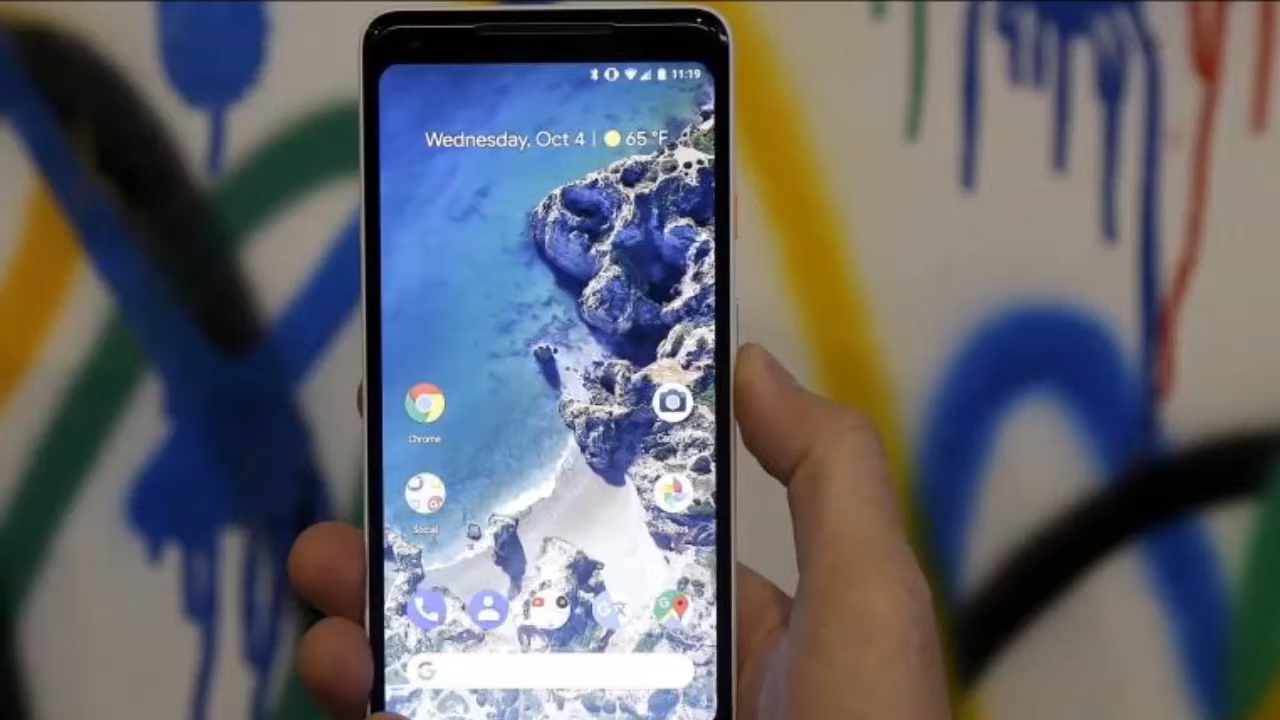 11:19
Wednesday, Oct 4 | 65 °F
Chrome
Camera
Social
Photos
G